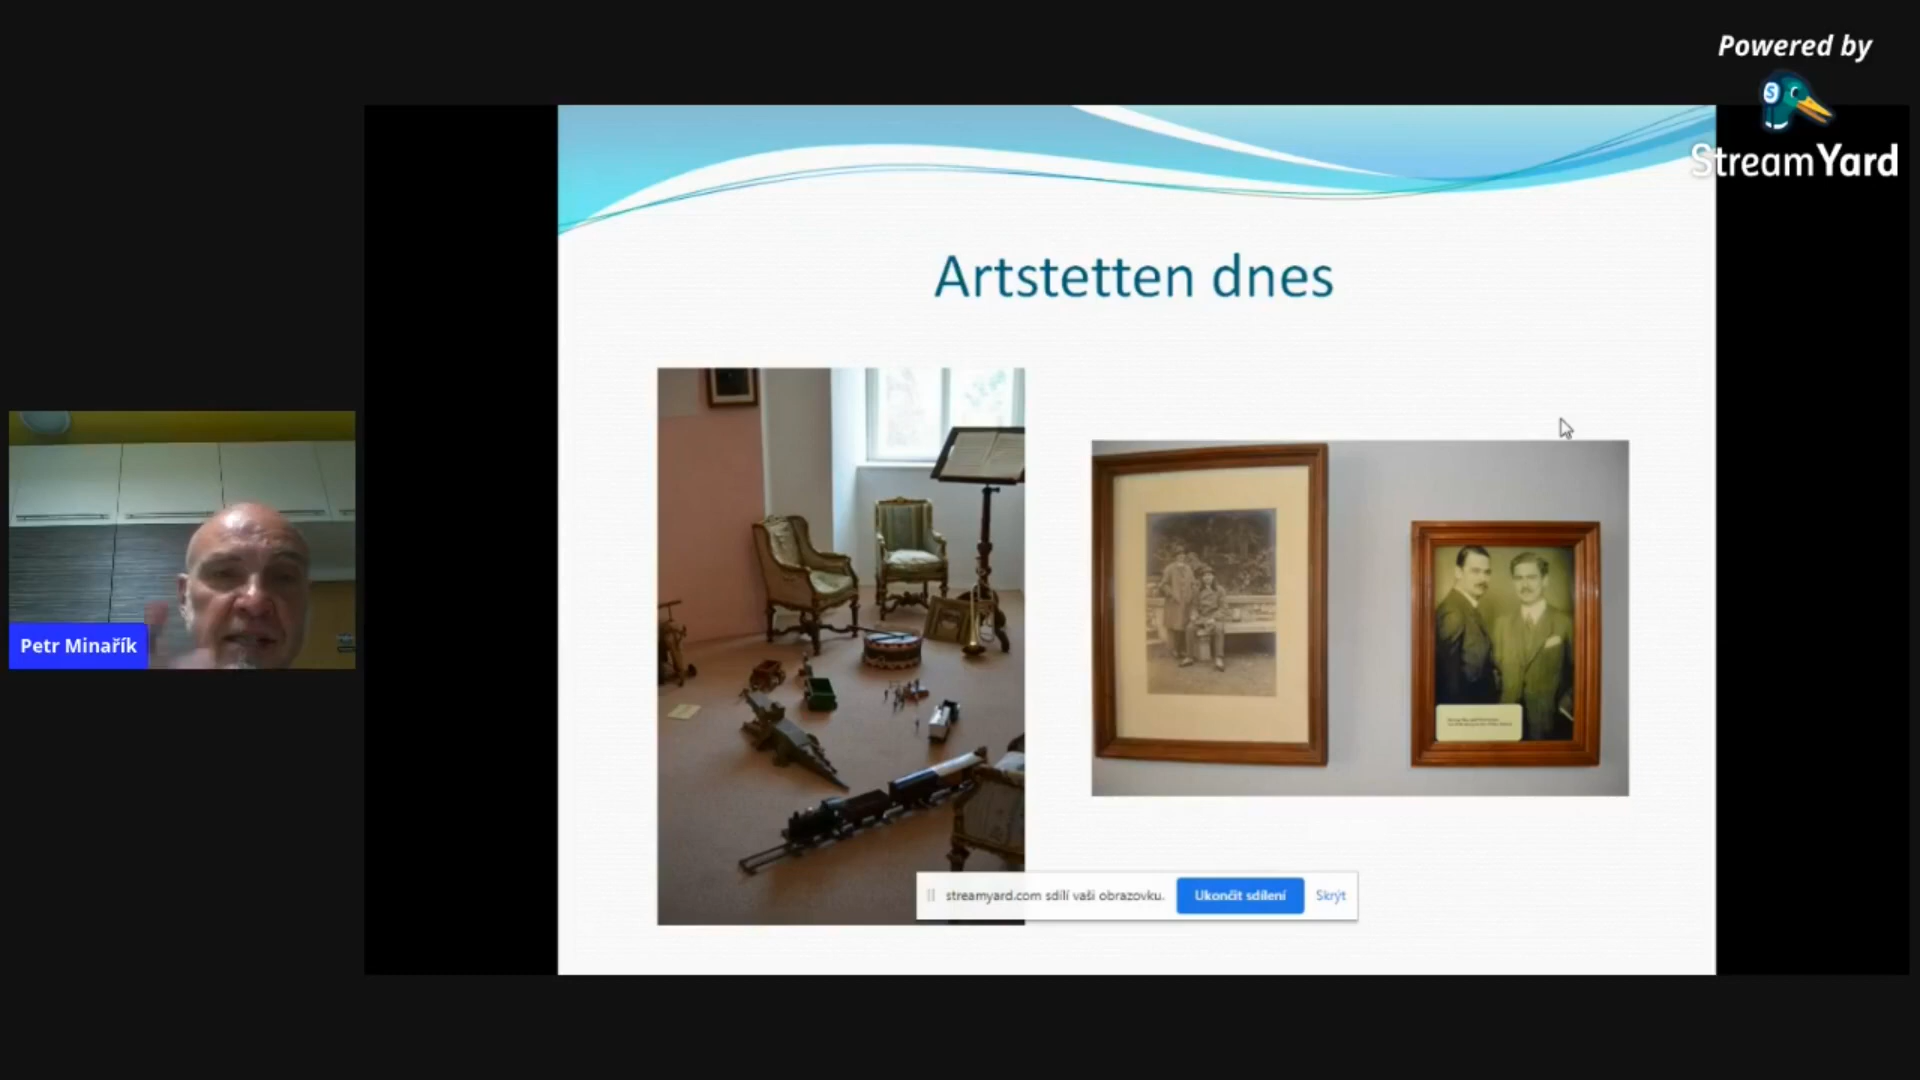 Powered by
StreamYard
Artstetten dnes
Petr Minařík
streamyard.com sdílí vaši obrazovku.
Ukončit sdílení
Skrýt